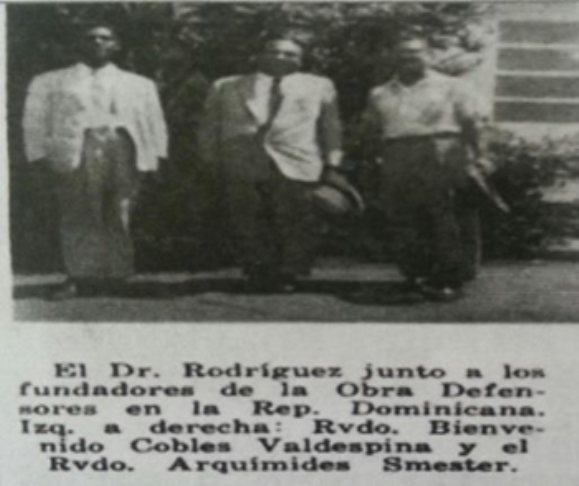 El Dr. Rodríguez junto a los
fundadores de la Obra Defen-
sores en la Rep. Dominicana.
Izq. a derecha: Rvdo. Bienve-
nido Cobles Valdespina y el
Rvdo. Arquímides Smester.